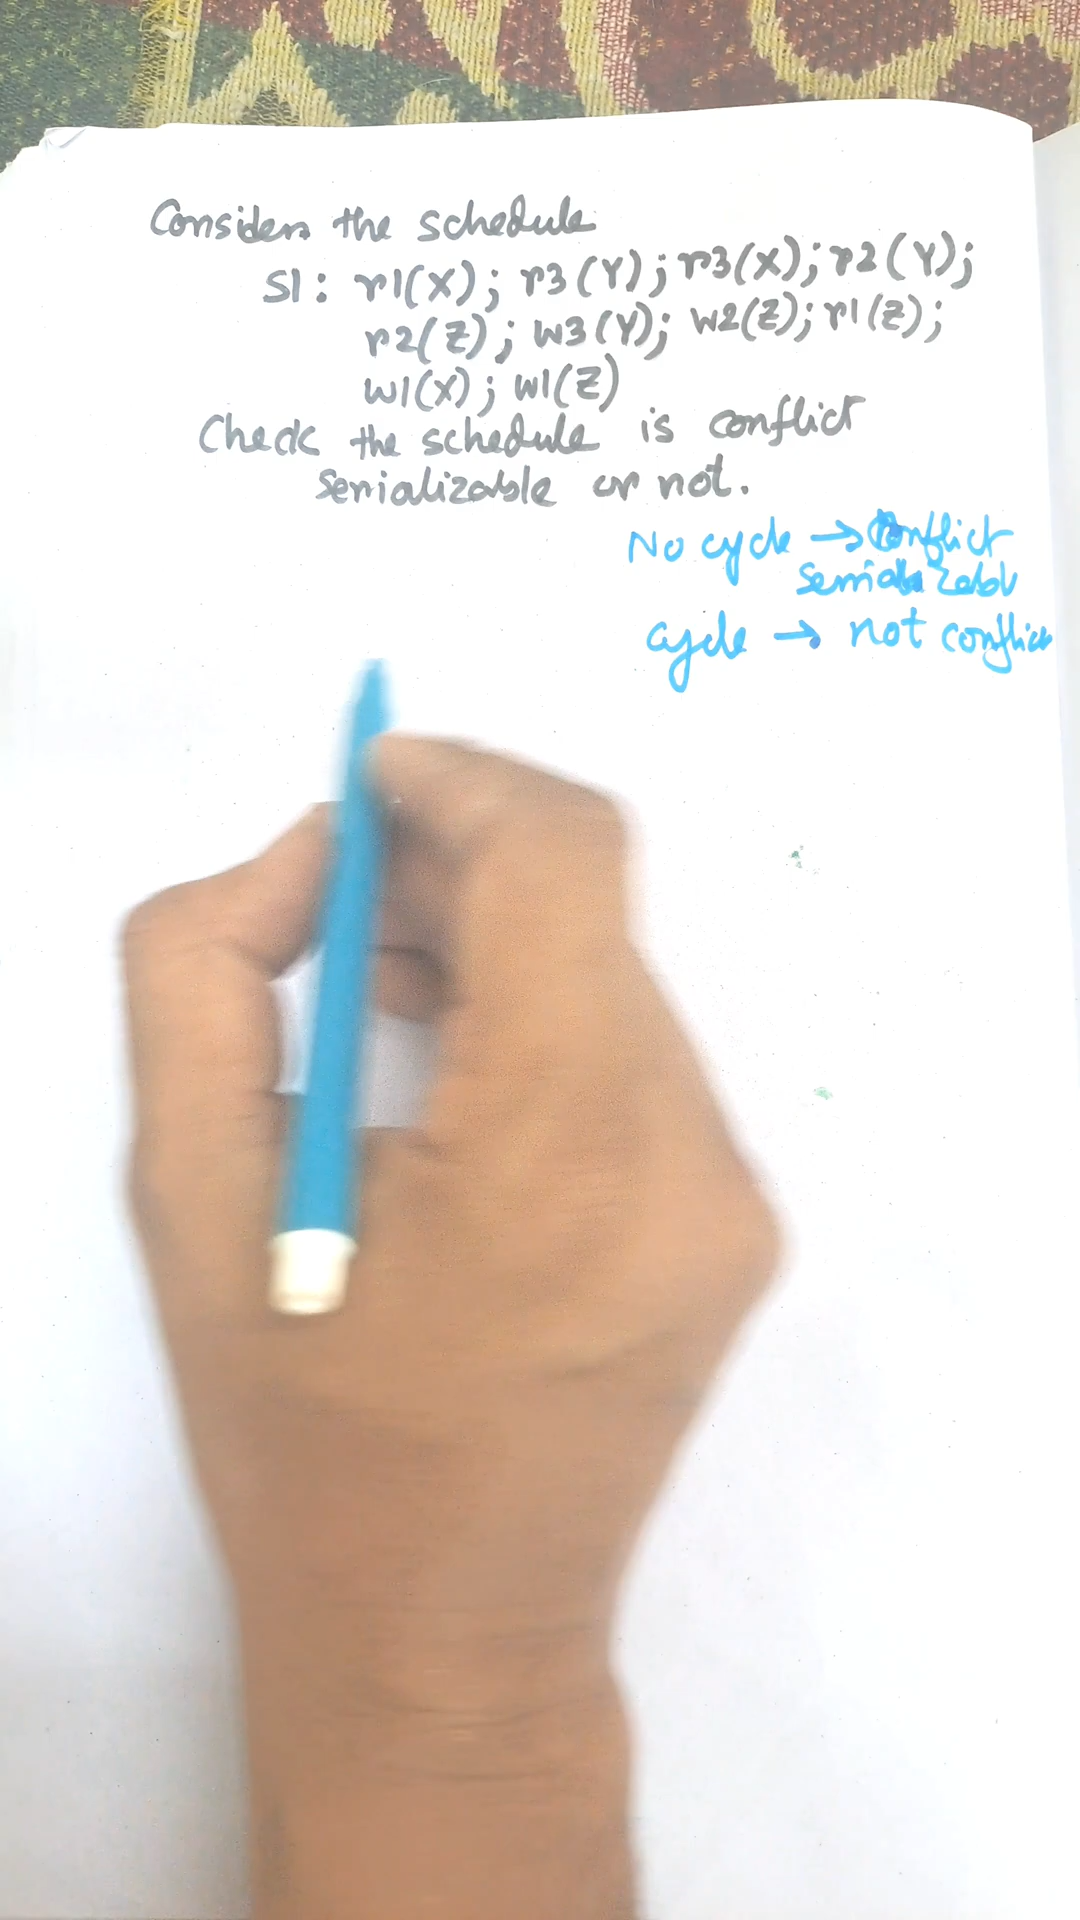 Consider the schedule
S1: r1(X); r3(Y); r3(X); r2(Y);
r2(Z); w3(Y); w2(Z); r1(Z);
w1(X); w1(Z)
Check the schedule is conflict
Serializable or not.
No cycle → Conflict
Serializabl
cycle → not conflict